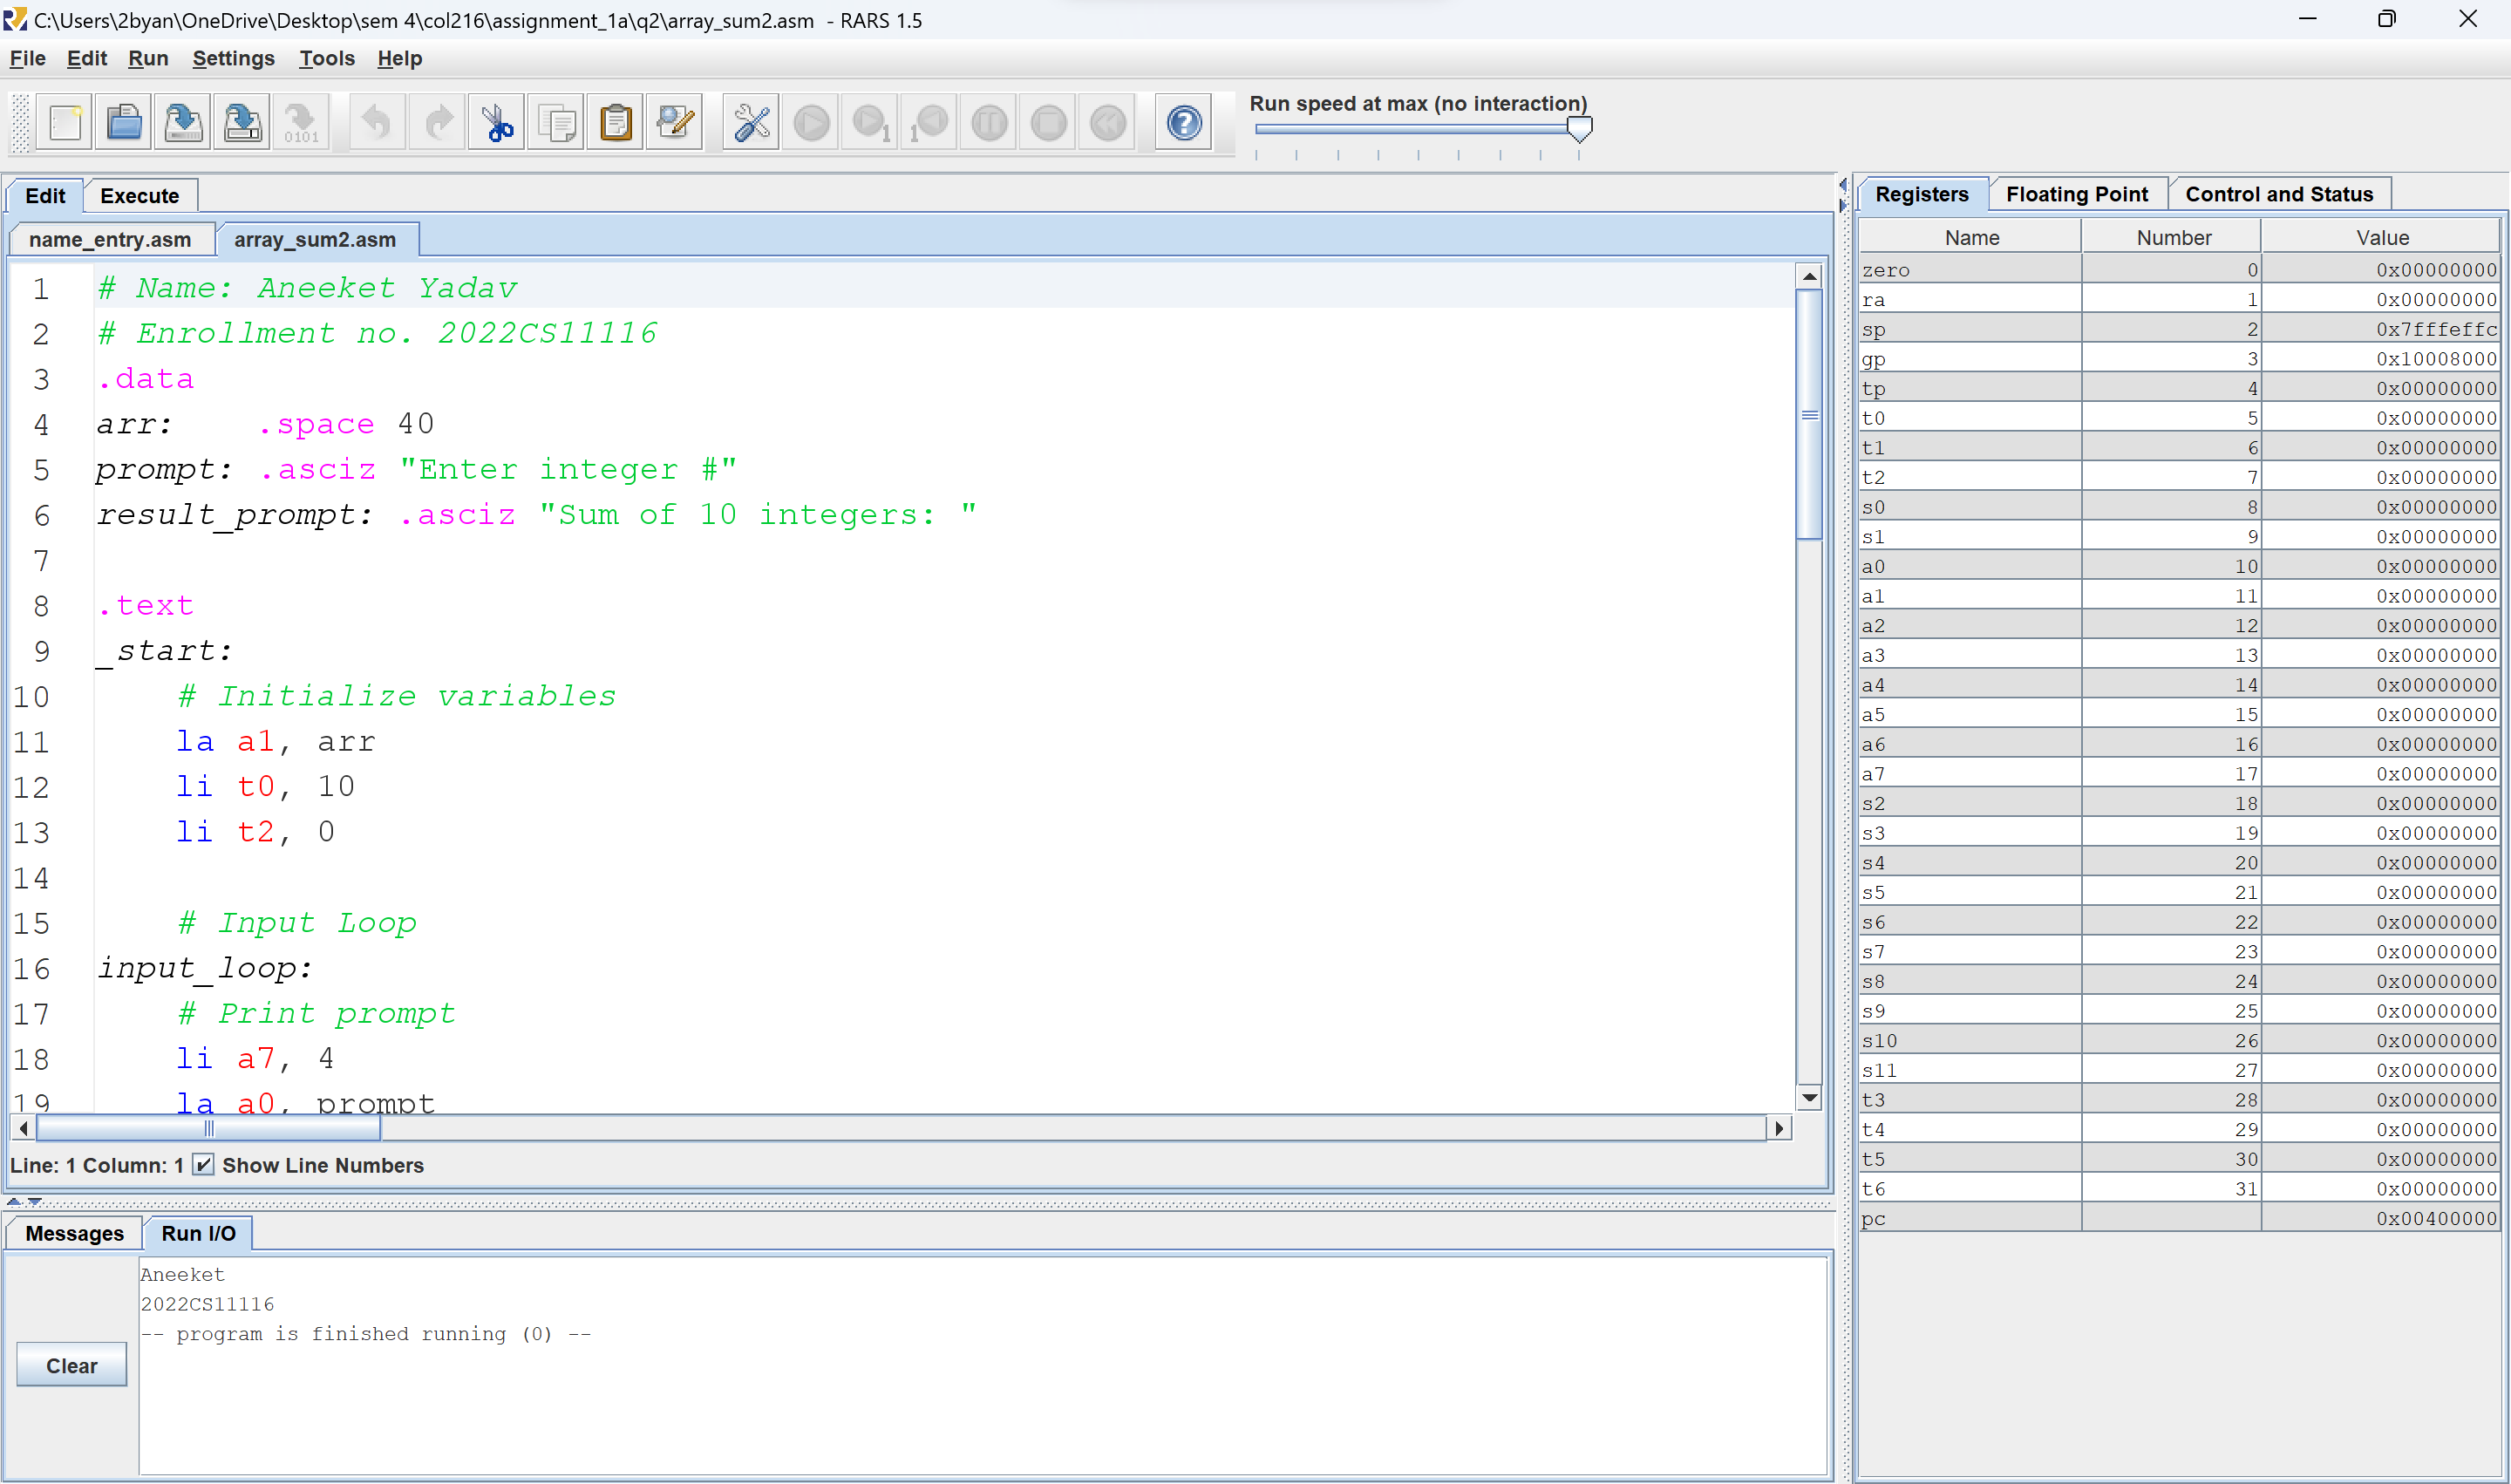 C:\Users\2byan\OneDrive\Desktop\sem 4\col216\assignment_1a\q2\array_sum2.asm - RARS 1.5
File Edit Run Settings Tools Help
Run speed at max (no interaction)
0101
1
1
?
Edit Execute
name_entry.asm array_sum2.asm
1 # Name: Aneeket Yadav
2 # Enrollment no. 2022CS11116
3 .data
4 arr: .space 40
5 prompt: .asciz "Enter integer #"
6 result_prompt: .asciz "Sum of 10 integers: "
7
8 .text
9 _start:
10 # Initialize variables
11 la a1, arr
12 li t0, 10
13 li t2, 0
14
15 # Input Loop
16 input_loop:
17 # Print prompt
18 li a7, 4
19 la a0, prompt
Line: 1 Column: 1 Show Line Numbers
Messages Run I/O
Aneeket
2022CS11116
-- program is finished running (0) --
Clear
Registers Floating Point Control and Status
Name Number Value
zero 0 0x00000000
ra 1 0x00000000
sp 2 0x7fffeffc
gp 3 0x10008000
tp 4 0x00000000
t0 5 0x00000000
t1 6 0x00000000
t2 7 0x00000000
s0 8 0x00000000
s1 9 0x00000000
a0 10 0x00000000
a1 11 0x00000000
a2 12 0x00000000
a3 13 0x00000000
a4 14 0x00000000
a5 15 0x00000000
a6 16 0x00000000
a7 17 0x00000000
s2 18 0x00000000
s3 19 0x00000000
s4 20 0x00000000
s5 21 0x00000000
s6 22 0x00000000
s7 23 0x00000000
s8 24 0x00000000
s9 25 0x00000000
s10 26 0x00000000
s11 27 0x00000000
t3 28 0x00000000
t4 29 0x00000000
t5 30 0x00000000
t6 31 0x00000000
pc 0x00400000